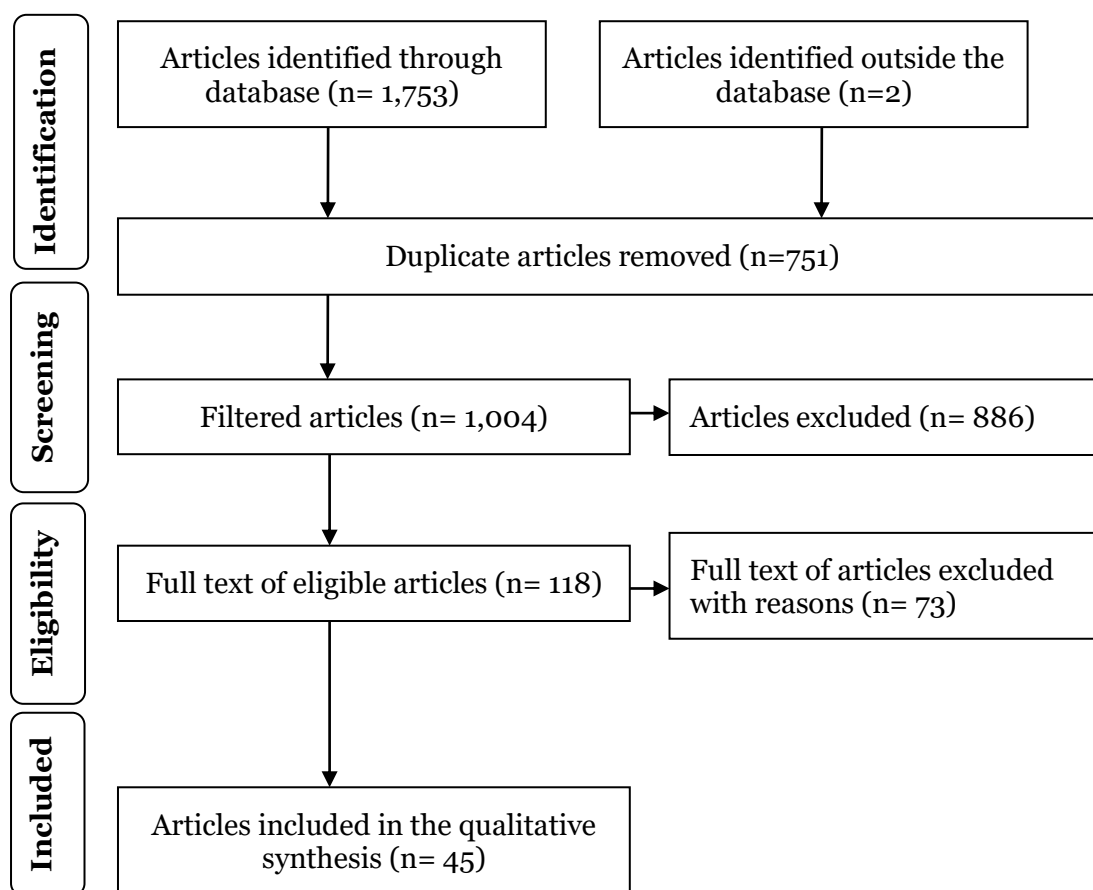 Identification
Articles identified through
database (n= 1,753)
Articles identified outside the
database (n=2)
Duplicate articles removed (n=751)
Screening
Filtered articles (n= 1,004)
Articles excluded (n= 886)
Eligibility
Full text of eligible articles (n= 118)
Full text of articles excluded
with reasons (n= 73)
Included
Articles included in the qualitative
synthesis (n= 45)